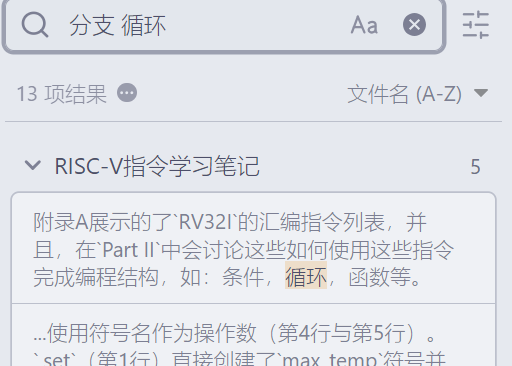 分支 循环 Aa
13 项结果 文件名 (A-Z)
RISC-V指令学习笔记 5
附录A展示的了`RV32I`的汇编指令列表，并
且，在`Part II`中会讨论这些如何使用这些指令
完成编程结构，如：条件，循环，函数等。
...使用符号名作为操作数（第4行与第5行）。
`.set`（第1行）直接创建了`max_temp`符号并